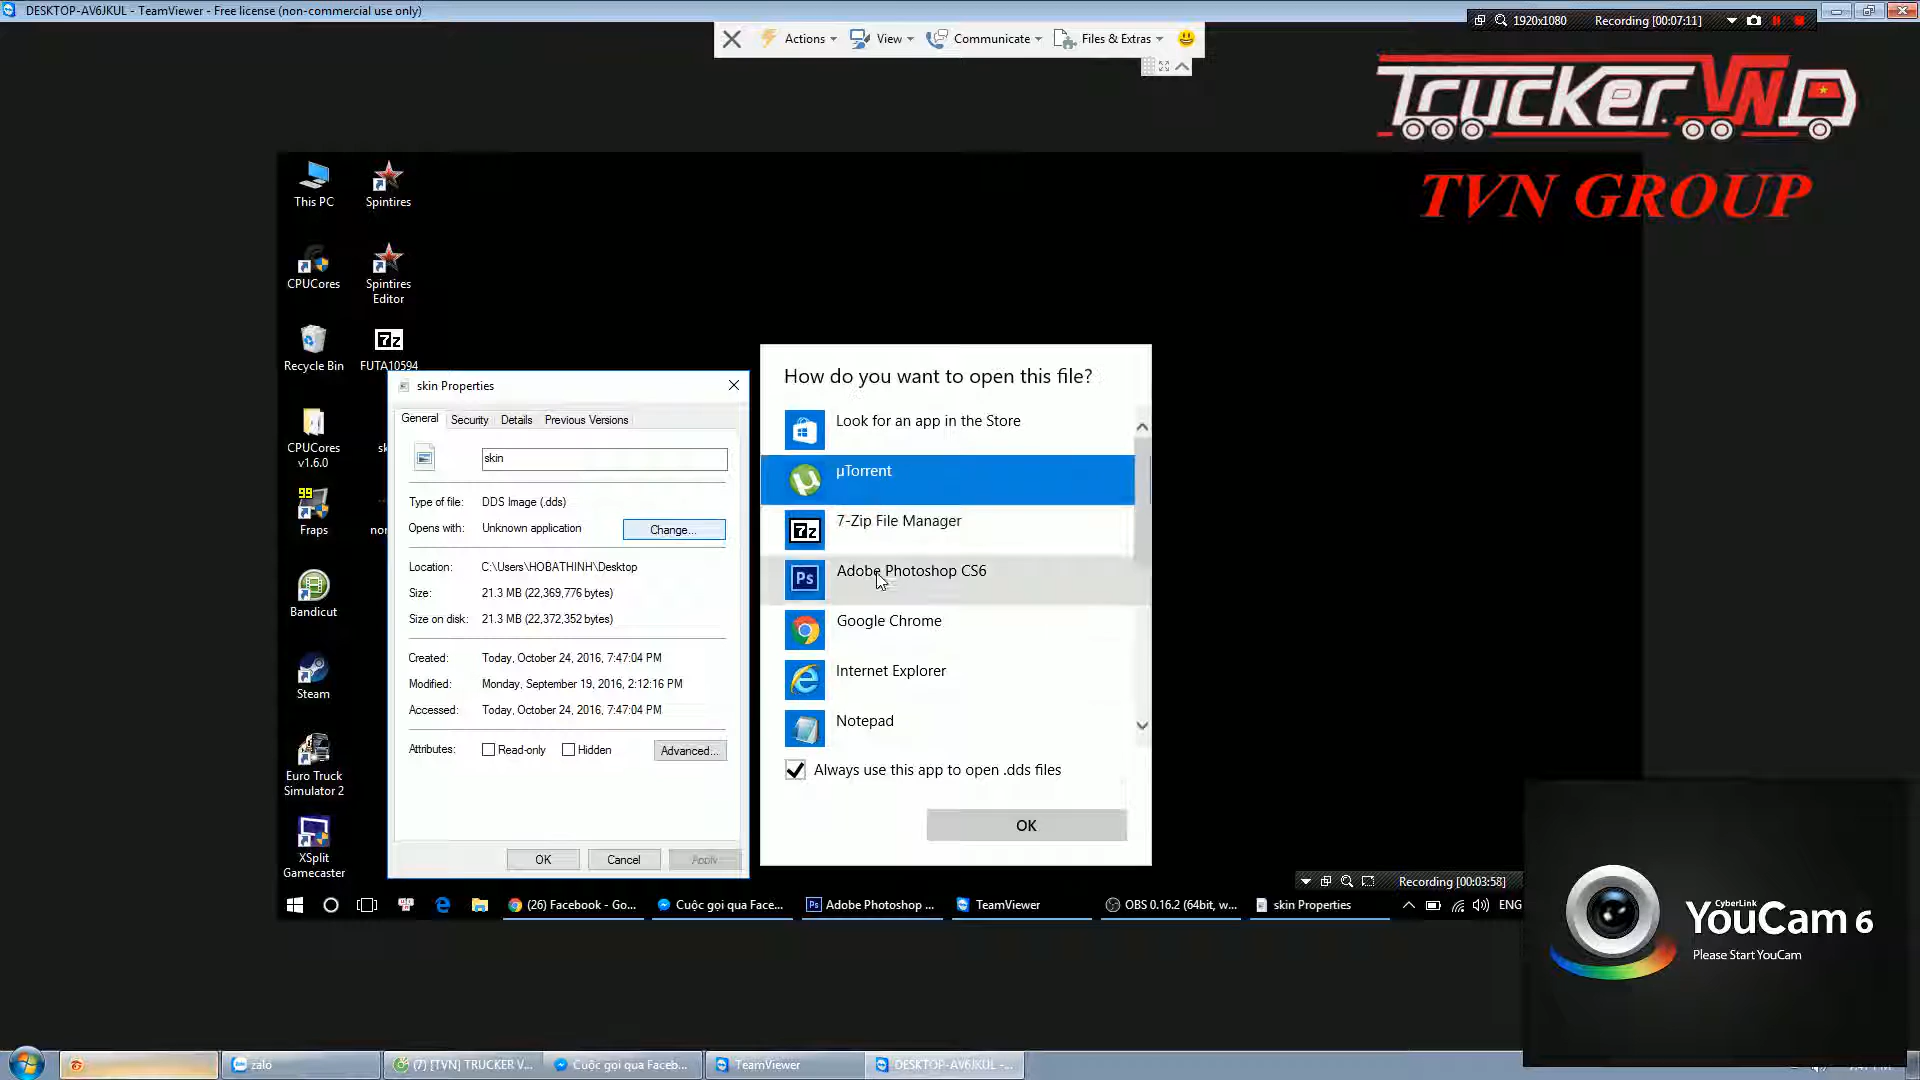 DESKTOP-AV6JKUL - TeamViewer - Free license (non-commercial use only)
1920x1080
Recording [00:07:11]
Actions
View
Communicate
Files & Extras
TRUCKER.VN
TVN GROUP
This PC
Spintires
CPUCores
Spintires
Editor
Recycle Bin
FUTA10594
CPUCores
v1.6.0
99
Fraps
Bandicut
Steam
Euro Truck
Simulator 2
XSplit
Gamecaster
skin Properties
General
Security
Details
Previous Versions
skin
Type of file:
DDS Image (.dds)
Opens with:
Unknown application
Change...
Location:
C:\Users\HOBATHINH\Desktop
Size:
21.3 MB (22,369,776 bytes)
Size on disk:
21.3 MB (22,372,352 bytes)
Created:
Today, October 24, 2016, 7:47:04 PM
Modified:
Monday, September 19, 2016, 2:12:16 PM
Accessed:
Today, October 24, 2016, 7:47:04 PM
Attributes:
Read-only
Hidden
Advanced...
OK
Cancel
Apply
How do you want to open this file?
Look for an app in the Store
µTorrent
7z
7-Zip File Manager
Ps
Adobe Photoshop CS6
Google Chrome
Internet Explorer
Notepad
Always use this app to open .dds files
OK
Recording [00:03:58]
(26) Facebook - Go...
Cuộc gọi qua Face...
Adobe Photoshop ...
TeamViewer
OBS 0.16.2 (64bit, w...
skin Properties
ENG
CyberLink
YouCam 6
Please Start YouCam
zalo
(7) [TVN] TRUCKER V...
Cuộc gọi qua Faceb...
TeamViewer
DESKTOP-AV6JKUL -...